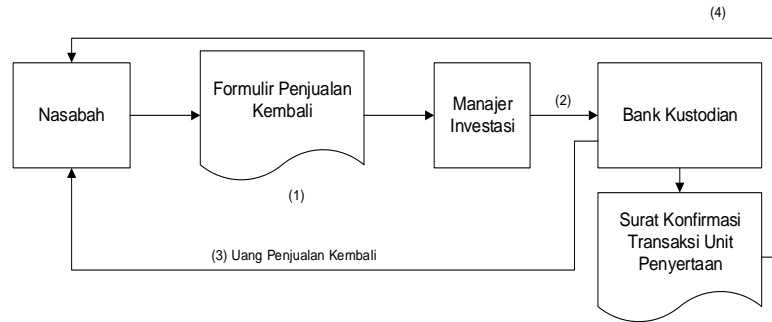 (4)
Nasabah
Formulir Penjualan
Kembali
(1)
Manajer
Investasi
(2)
Bank Kustodian
Surat Konfirmasi
Transaksi Unit
Penyertaan
(3) Uang Penjualan Kembali